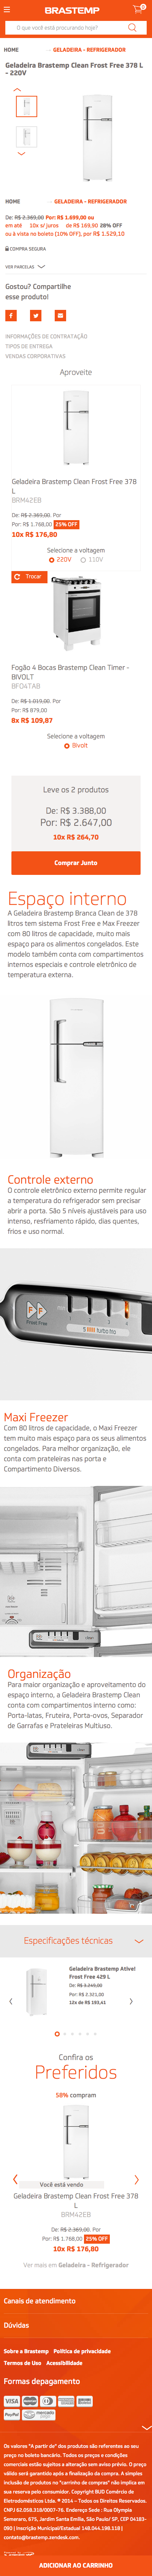 BRASTEMP
0
O que você está procurando hoje?
HOME GELADEIRA - REFRIGERADOR
Geladeira Brastemp Clean Frost Free 378 L
- 220V
HOME GELADEIRA - REFRIGERADOR
De: R$ 2.369,00 Por: R$ 1.699,00 ou
em até 10x s/ juros de R$ 169,90 28% OFF
ou à vista no boleto (10% OFF), por R$ 1.529,10
COMPRA SEGURA
VER PARCELAS
Gostou? Compartilhe
esse produto!
INFORMAÇÕES DE CONTRATAÇÃO
TIPOS DE ENTREGA
VENDAS CORPORATIVAS
Aproveite
Geladeira Brastemp Clean Frost Free 378
L
BRM42EB
De: R$ 2.369,00. Por
Por: R$ 1.768,00 25% OFF
10x R$ 176,80
Selecione a voltagem
220V 110V
Trocar
Fogão 4 Bocas Brastemp Clean Timer -
BIVOLT
BFO4TAB
De: R$ 1.019,00. Por
Por: R$ 879,00
8x R$ 109,87
Selecione a voltagem
Bivolt
Leve os 2 produtos
De: R$ 3.388,00
Por: R$ 2.647,00
10x R$ 264,70
Comprar Junto
Espaço interno
A Geladeira Brastemp Branca Clean de 378
litros tem sistema Frost Free e Max Freezer
com 80 litros de capacidade, muito mais
espaço para os alimentos congelados. Este
modelo também conta com compartimentos
especiais e controle eletrônico de
temperatura externa.
Controle externo
O controle eletrônico externo permite regular
a temperatura do refrigerador sem precisar
abrir a porta. São 5 níveis ajustáveis para uso
intenso, resfriamento rápido, dias quentes,
frios e uso normal.
Frost Free
5 turbo frio
Maxi Freezer
Com 80 litros de capacidade, o Maxi Freezer
tem muito mais espaço para os seus alimentos
congelados. Para melhor organização, ele
conta com prateleiras nas porta e
Compartimento Diversos.
Organização
Para maior organização e aproveitamento do
espaço interno, a Geladeira Brastemp Clean
conta com compartimentos interno como:
Porta-latas, Fruteira, Porta-ovos, Separador
de Garrafas e Prateleiras Multiuso.
Especificações técnicas
Geladeira Brastemp Ative!
Frost Free 429 L
De: R$ 3.249,00
Por: R$ 2.321,00
12x de R$ 193,41
Confira os
Preferidos
58% compram
Você está vendo
Geladeira Brastemp Clean Frost Free 378
L
BRM42EB
De: R$ 2.369,00. Por
Por: R$ 1.768,00 25% OFF
10x R$ 176,80
Ver mais em Geladeira - Refrigerador
Canais de atendimento
Dúvidas
Sobre a Brastemp Política de privacidade
Termos de Uso Acessibilidade
Formas depagamento
VISA
PayPal mercado pago
Os valores "A partir de" dos produtos são referentes ao seu
preço no boleto bancário. Todos os preços e condições
comerciais estão sujeitos a alteração sem aviso prévio. O preço
válido será garantido após a finalização da compra. A simples
inclusão de produtos no "carrinho de compras" não implica em
sua reserva pelo consumidor. Copyright BUD Comércio de
Eletrodomésticos Ltda. ® 2014 – Todos os Direitos Reservados.
CNPJ 62.058.318/0007-76. Endereço Sede : Rua Olympia
Semeraro, 675, Jardim Santa Emília, São Paulo/ SP, CEP 04183-
090 | Inscrição Municipal/Estadual 148.044.198.118 |
contato@brastemp.zendesk.com.
ADICIONAR AO CARRINHO